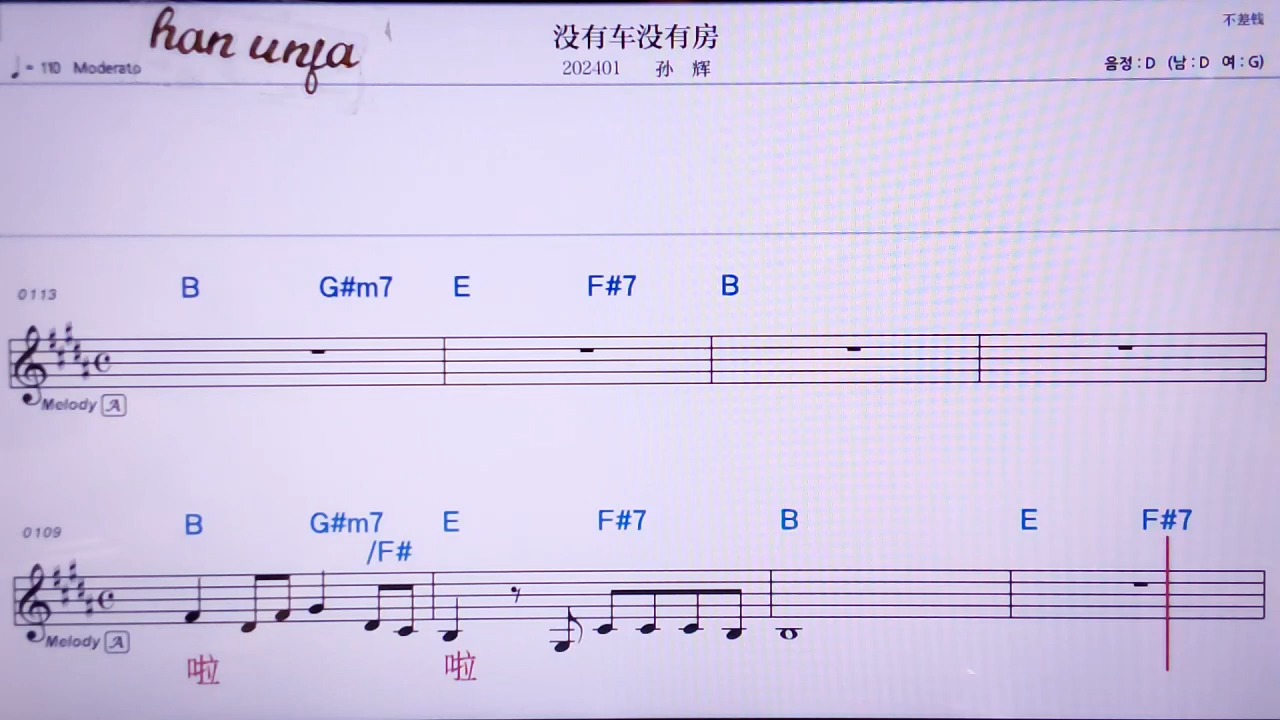 han unfa
没有车没有房
不差钱
♩= 110 Moderato
202401 孙 辉
음정 : D (남 : D 여 : G)
0113
B G#m7 E F#7 B
Melody A
0109
B G#m7 E F#7 B E F#7
/F#
Melody A
啦 啦